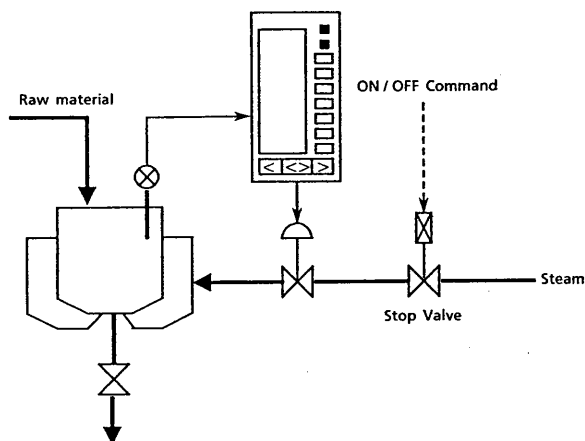 Raw material
ON / OFF Command
< <> >
Steam
Stop Valve